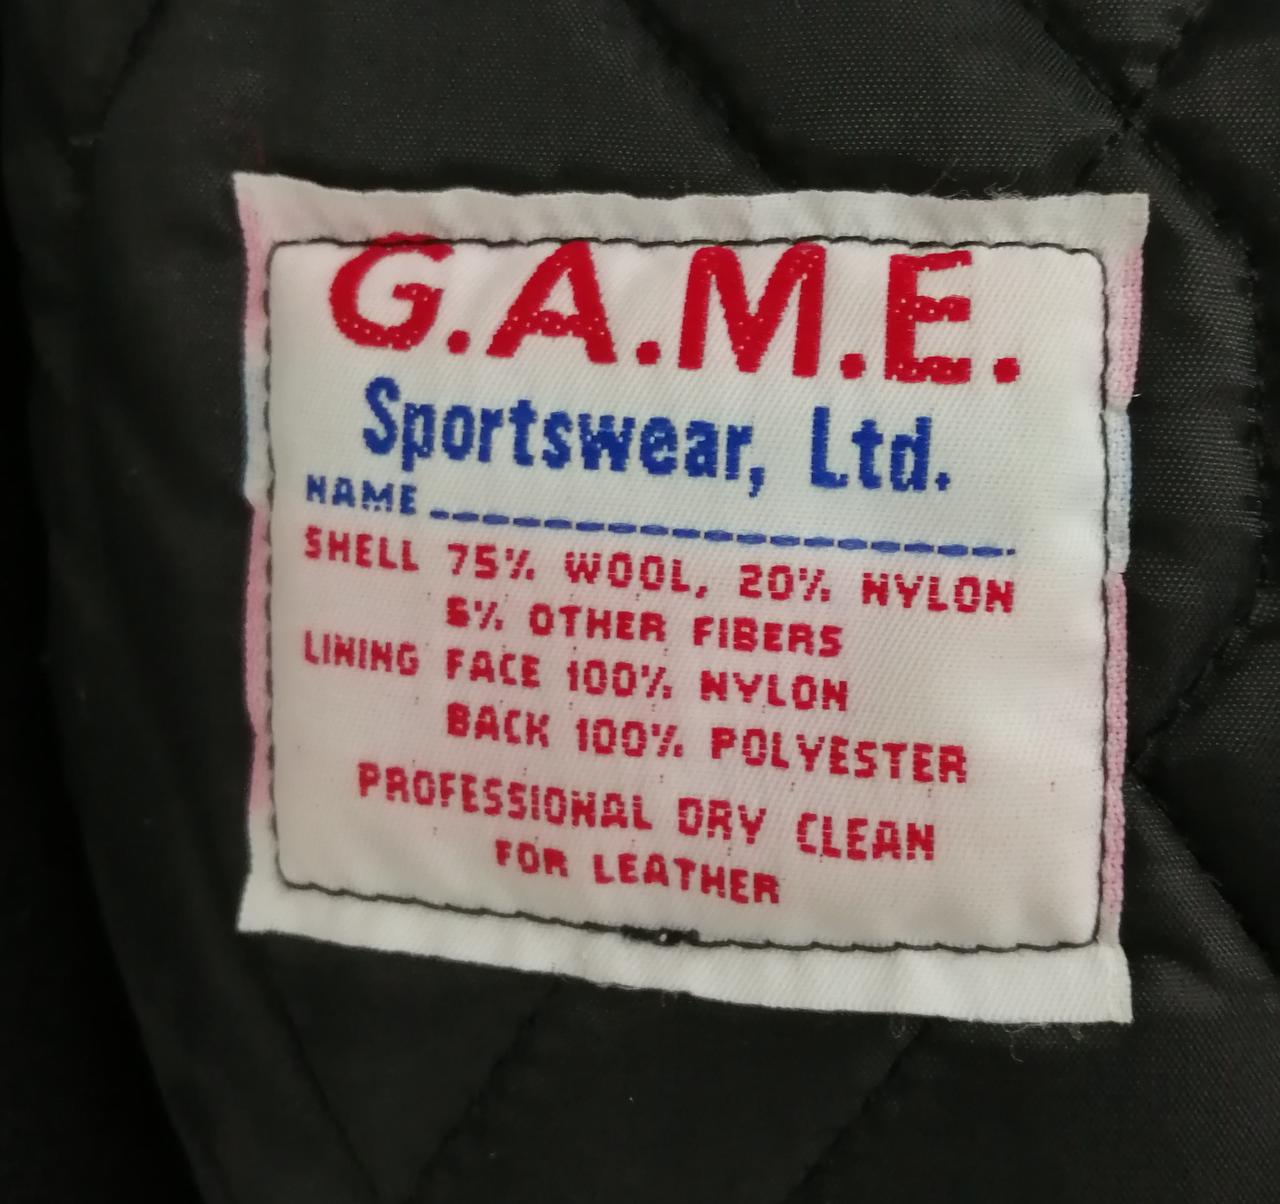 G.A.M.E.
Sportswear, Ltd.
NAME
SHELL 75% WOOL, 20% NYLON
5% OTHER FIBERS
LINING FACE 100% NYLON
BACK 100% POLYESTER
PROFESSIONAL DRY CLEAN
FOR LEATHER